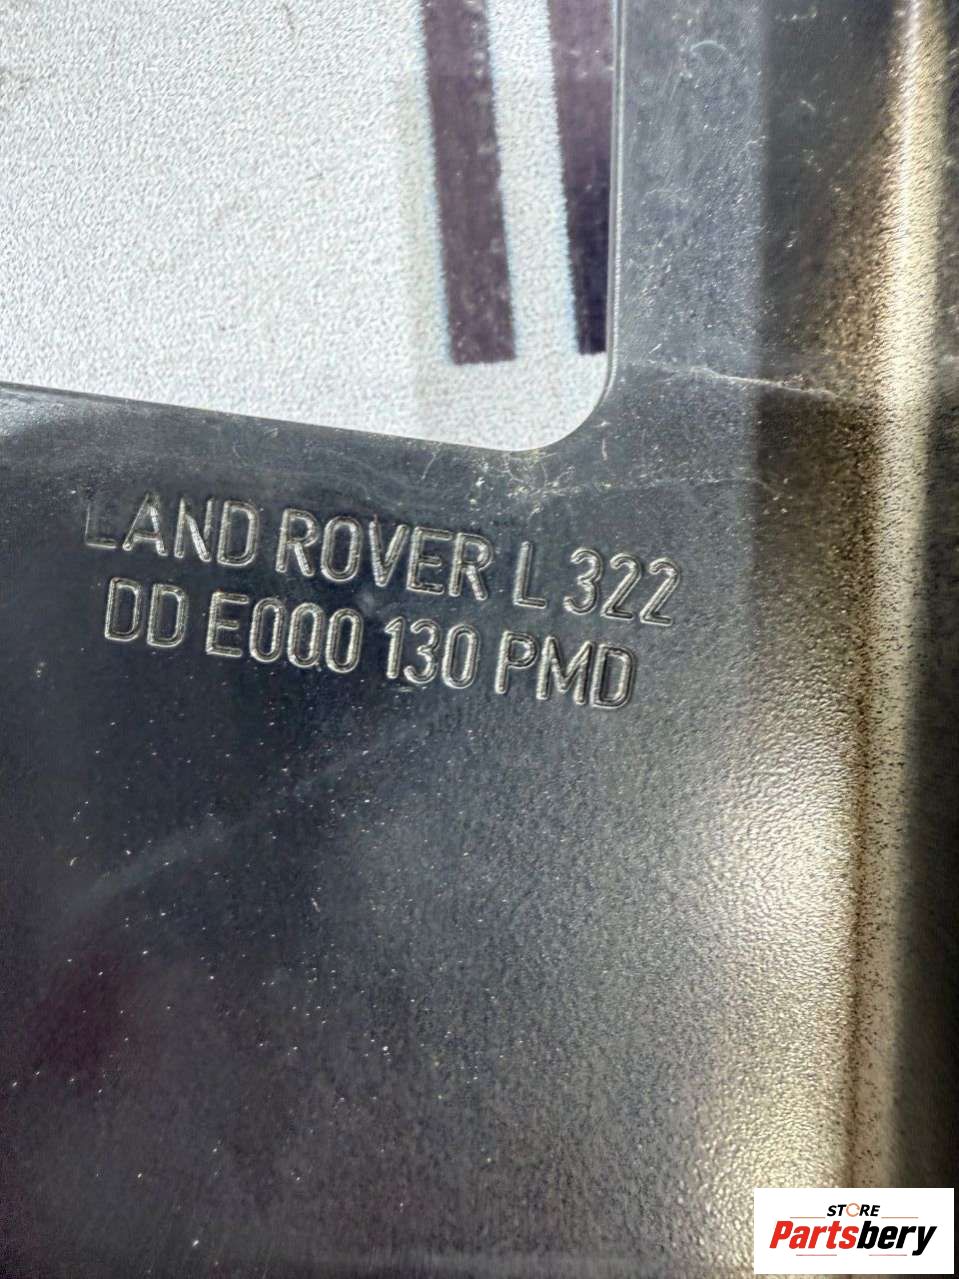 LAND ROVER L 322
DD E000 130 PMD
STORE
Partsbery